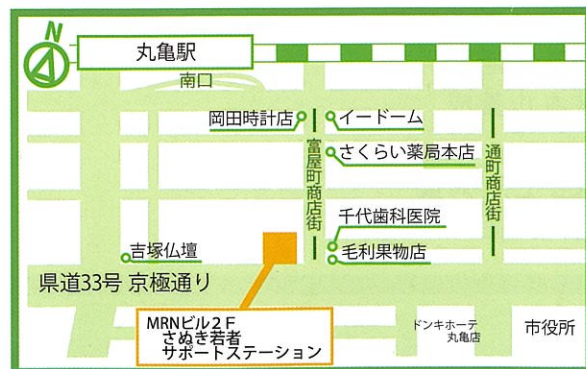 N
丸亀駅
南口
岡田時計店
イードーム
さくらい薬局本店
富屋町商店街
通町商店街
千代歯科医院
毛利果物店
吉塚仏壇
県道33号 京極通り
MRNビル2F
さぬき若者
サポートステーション
ドンキホーテ
丸亀店
市役所